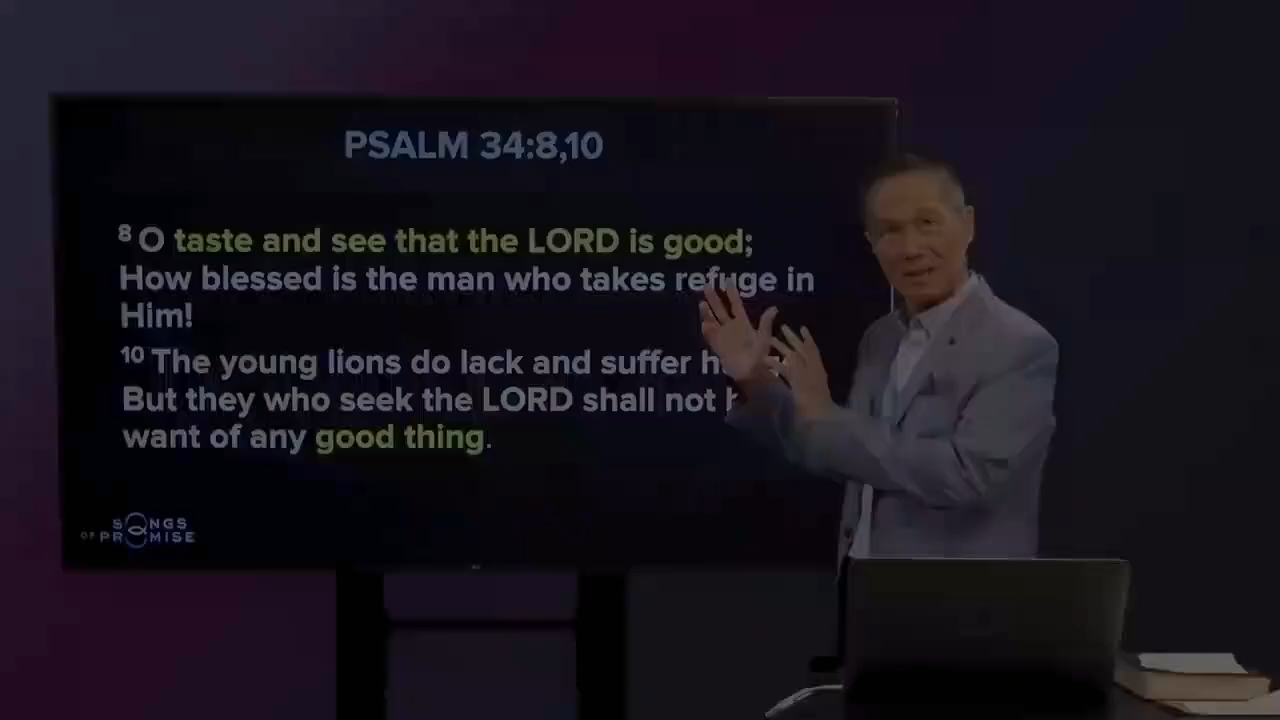 PSALM 34:8,10
8 O taste and see that the LORD is good;
How blessed is the man who takes refuge in
Him!
10 The young lions do lack and suffer
But they who seek the LORD shall not
want of any good thing.
SONGS
OF PROMISE